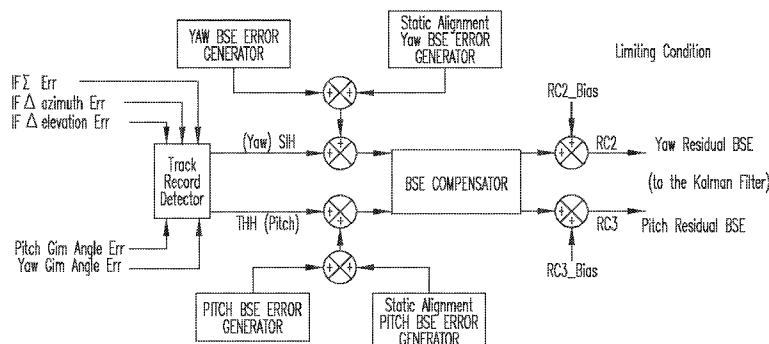 YAW BSE ERROR
GENERATOR
Static Alignment
Yaw BSE ERROR
GENERATOR
Limiting Condition
IF Σ Err
IF Δ azimuth Err
IF Δ elevation Err
RC2_Bias
(Yaw) SIH
RC2
Yaw Residual BSE
Track
Record
Detector
BSE COMPENSATOR
(to the Kalman Filter)
THH (Pitch)
RC3
Pitch Residual BSE
Pitch Gim Angle Err
Yaw Gim Angle Err
RC3_Bias
PITCH BSE ERROR
GENERATOR
Static Alignment
PITCH BSE ERROR
GENERATOR